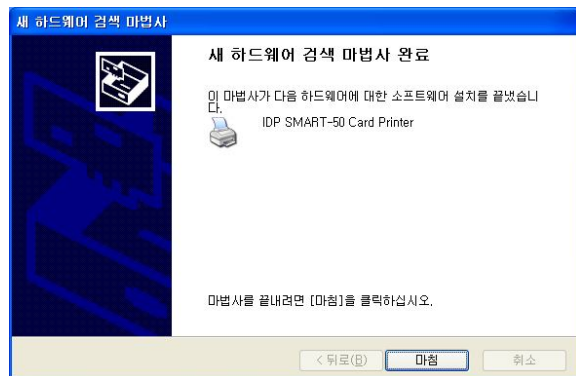 새 하드웨어 검색 마법사
새 하드웨어 검색 마법사 완료
이 마법사가 다음 하드웨어에 대한 소프트웨어 설치를 끝냈습니
다.
IDP SMART-50 Card Printer
마법사를 끝내려면 [마침]을 클릭하십시오.
< 뒤로(B) 마침 취소